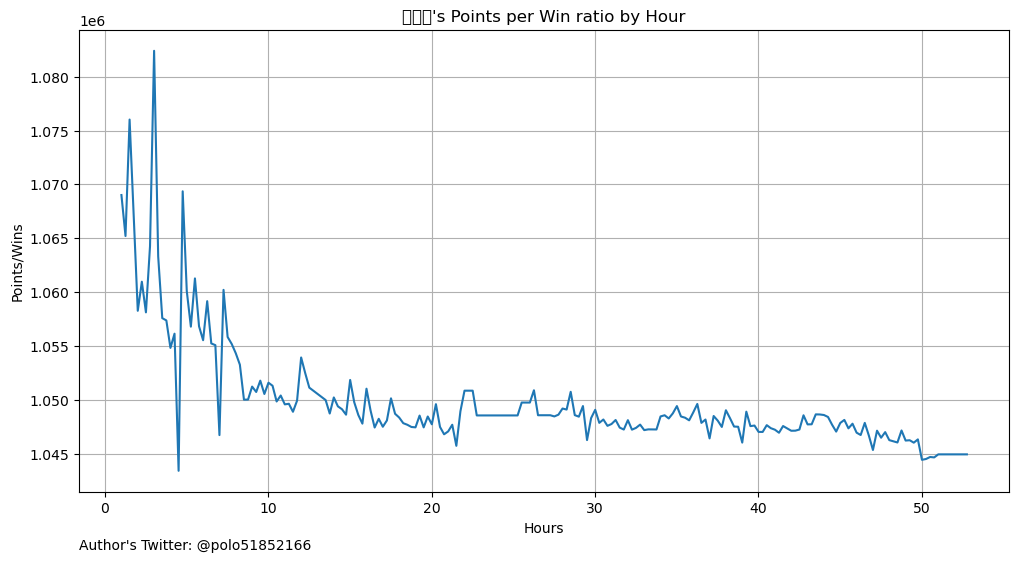 's Points per Win ratio by Hour
1e6
1.080
1.075
1.070
1.065
1.060
1.055
1.050
1.045
Points/Wins
0 10 20 30 40 50
Hours
Author's Twitter: @polo51852166